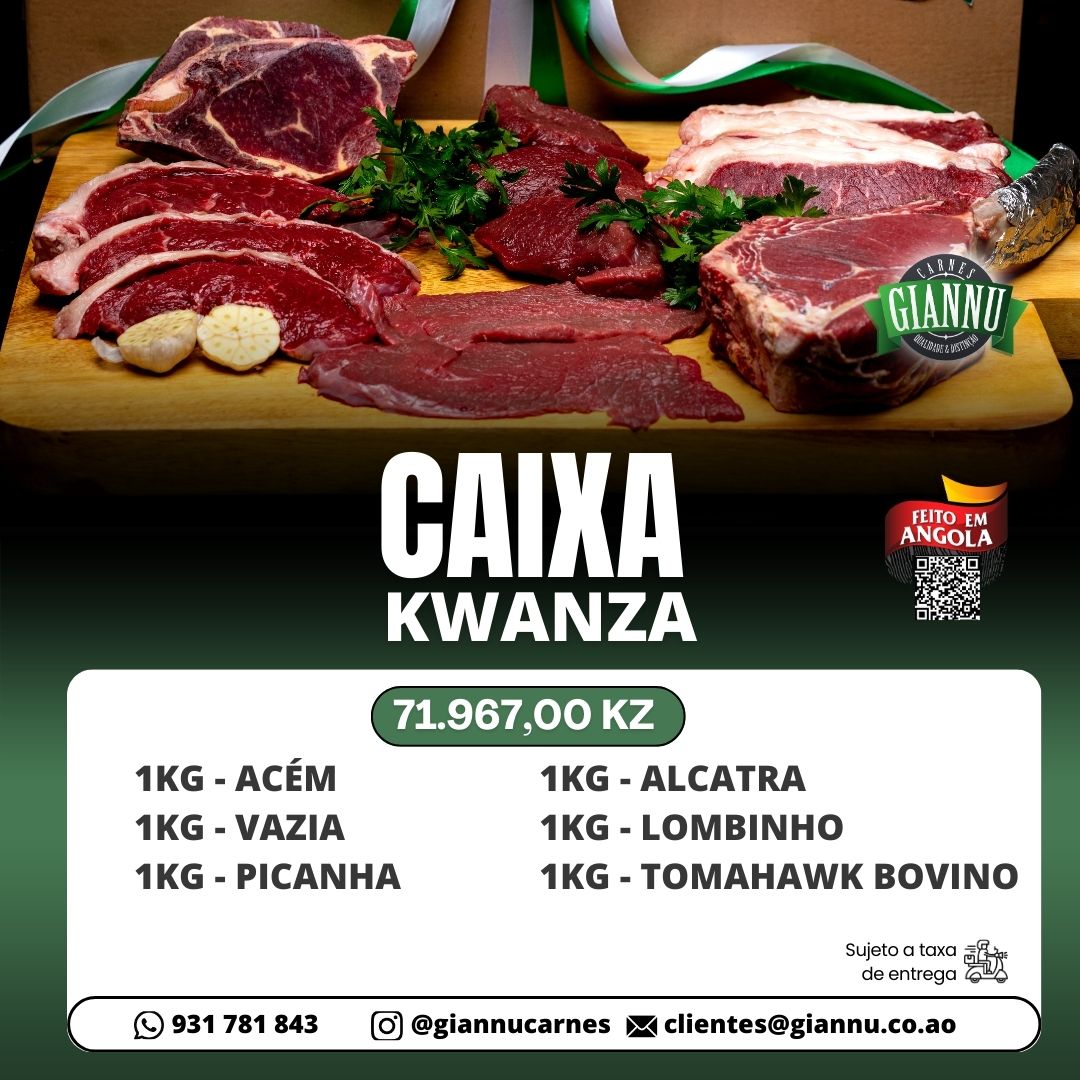 CARNES
GIANNU
QUALIDADE & DISTINÇÃO
CAIXA
KWANZA
FEITO EM
ANGOLA
71.967,00 KZ
1KG - ACÉM
1KG - VAZIA
1KG - PICANHA
1KG - ALCATRA
1KG - LOMBINHO
1KG - TOMAHAWK BOVINO
Sujeto a taxa
de entrega
931 781 843
@giannucarnes
clientes@giannu.co.ao